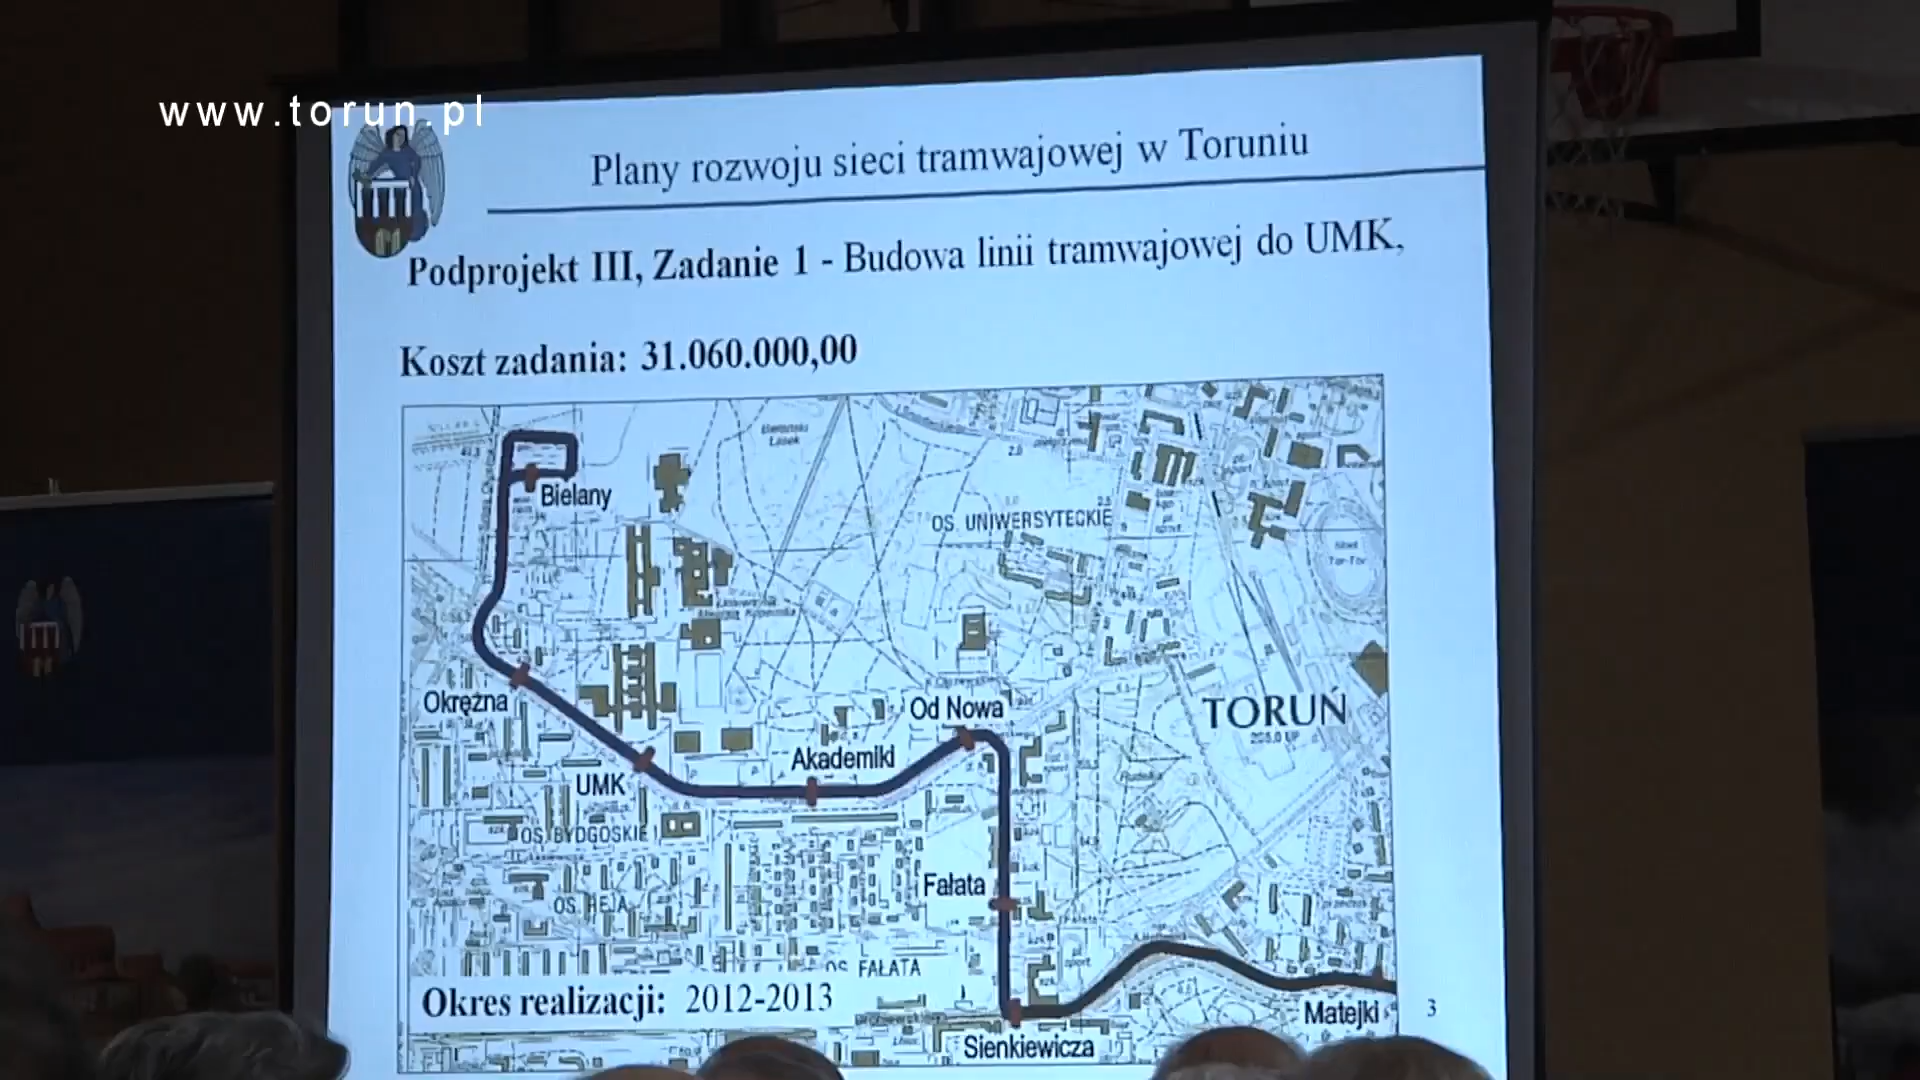 www.torun.pl
Plany rozwoju sieci tramwajowej w Toruniu
Podprojekt III, Zadanie 1 - Budowa linii tramwajowej do UMK,
Koszt zadania: 31.060.000,00
Bielany
OS. UNIWERSYTECKIE
Okrężna
Od Nowa
TORUŃ
Akademiki
UMK
OS. BYDGOSKIE
Fałata
OS. HEJA
OS. FAŁATA
Okres realizacji: 2012-2013
Matejki
3
Sienkiewicza